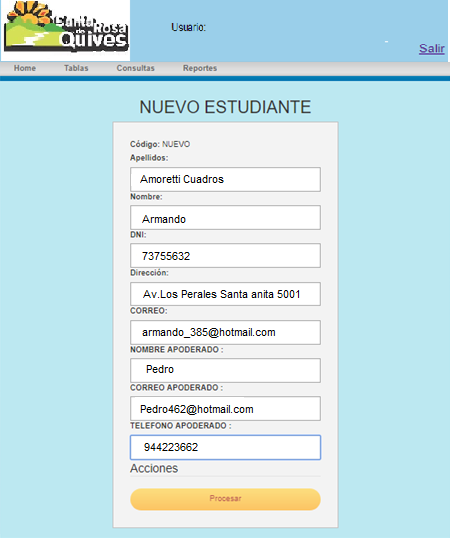 Santa Rosa
de
Quives
Usuario:
Salir
Home Tablas Consultas Reportes
NUEVO ESTUDIANTE
Código: NUEVO
Apellidos:
Amoretti Cuadros
Nombre:
Armando
DNI:
73755632
Dirección:
Av.Los Perales Santa anita 5001
CORREO:
armando_385@hotmail.com
NOMBRE APODERADO :
Pedro
CORREO APODERADO :
Pedro462@hotmail.com
TELEFONO APODERADO :
944223662
Acciones
Procesar